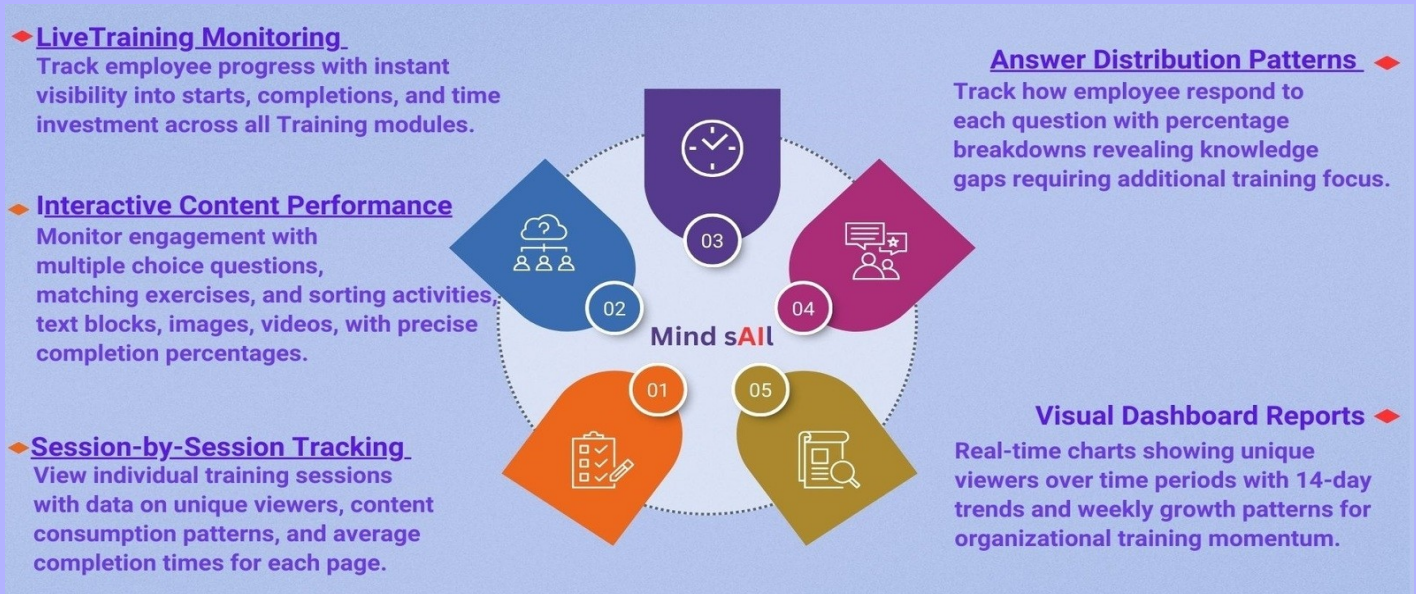 LiveTraining Monitoring
Track employee progress with instant
visibility into starts, completions, and time
investment across all Training modules.
Interactive Content Performance
Monitor engagement with
multiple choice questions,
matching exercises, and sorting activities,
text blocks, images, videos, with precise
completion percentages.
Session-by-Session Tracking
View individual training sessions
with data on unique viewers, content
consumption patterns, and average
completion times for each page.
03
02
04
Mind sAIl
01
05
?
Answer Distribution Patterns
Track how employee respond to
each question with percentage
breakdowns revealing knowledge
gaps requiring additional training focus.
Visual Dashboard Reports
Real-time charts showing unique
viewers over time periods with 14-day
trends and weekly growth patterns for
organizational training momentum.